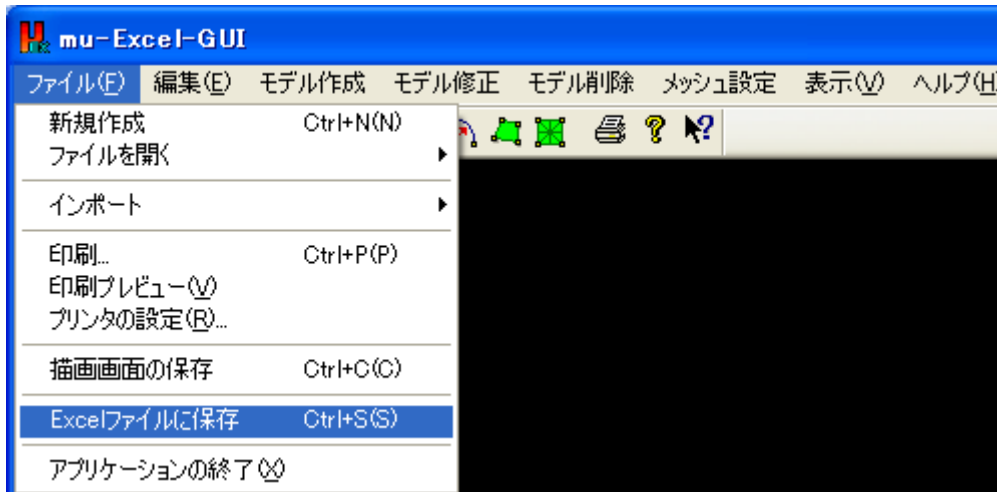 mu-Excel-GUI
ファイル(F) 編集(E) モデル作成 モデル修正 モデル削除 メッシュ設定 表示(V) ヘルプ(H
新規作成 Ctrl+N(N)
ファイルを開く
インポート
印刷... Ctrl+P(P)
印刷プレビュー(V)
プリンタの設定(R)...
描画画面の保存 Ctrl+C(C)
Excelファイルに保存 Ctrl+S(S)
アプリケーションの終了(X)